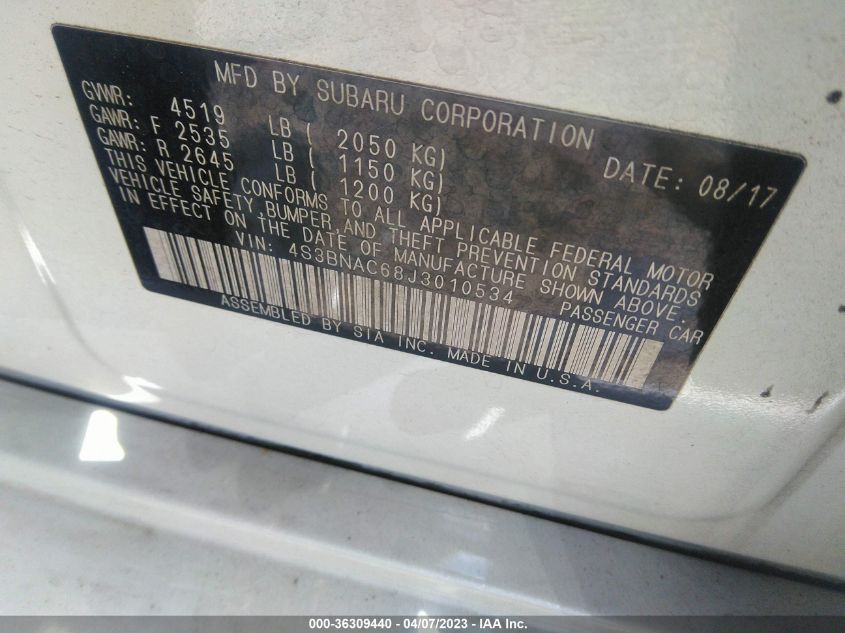 MFD BY SUBARU CORPORATION DATE: 08/17
GVWR: 4519 LB ( 2050 KG)
GAWR: F 2535 LB ( 1150 KG)
GAWR: R 2645 LB ( 1200 KG)
THIS VEHICLE CONFORMS TO ALL APPLICABLE FEDERAL MOTOR
VEHICLE SAFETY,BUMPER,AND THEFT PREVENTION STANDARDS
IN EFFECT ON THE DATE OF MANUFACTURE SHOWN ABOVE.
VIN: 4S3BNAC68J3010534 PASSENGER CAR
ASSEMBLED BY SIA INC. MADE IN U.S.A.
000-36309440 - 04/07/2023 - IAA Inc.